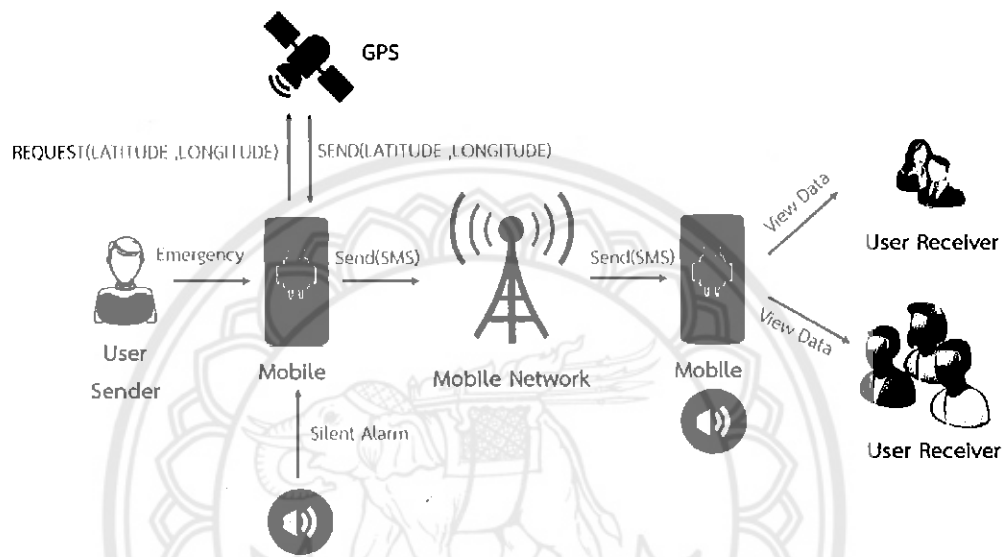 GPS
REQUEST(LATITUDE ,LONGITUDE)
SEND(LATITUDE ,LONGITUDE)
View Data
User Receiver
Emergency
Send(SMS)
Send(SMS)
View Data
User
Sender
Mobile
Mobile Network
Mobile
User Receiver
Silent Alarm